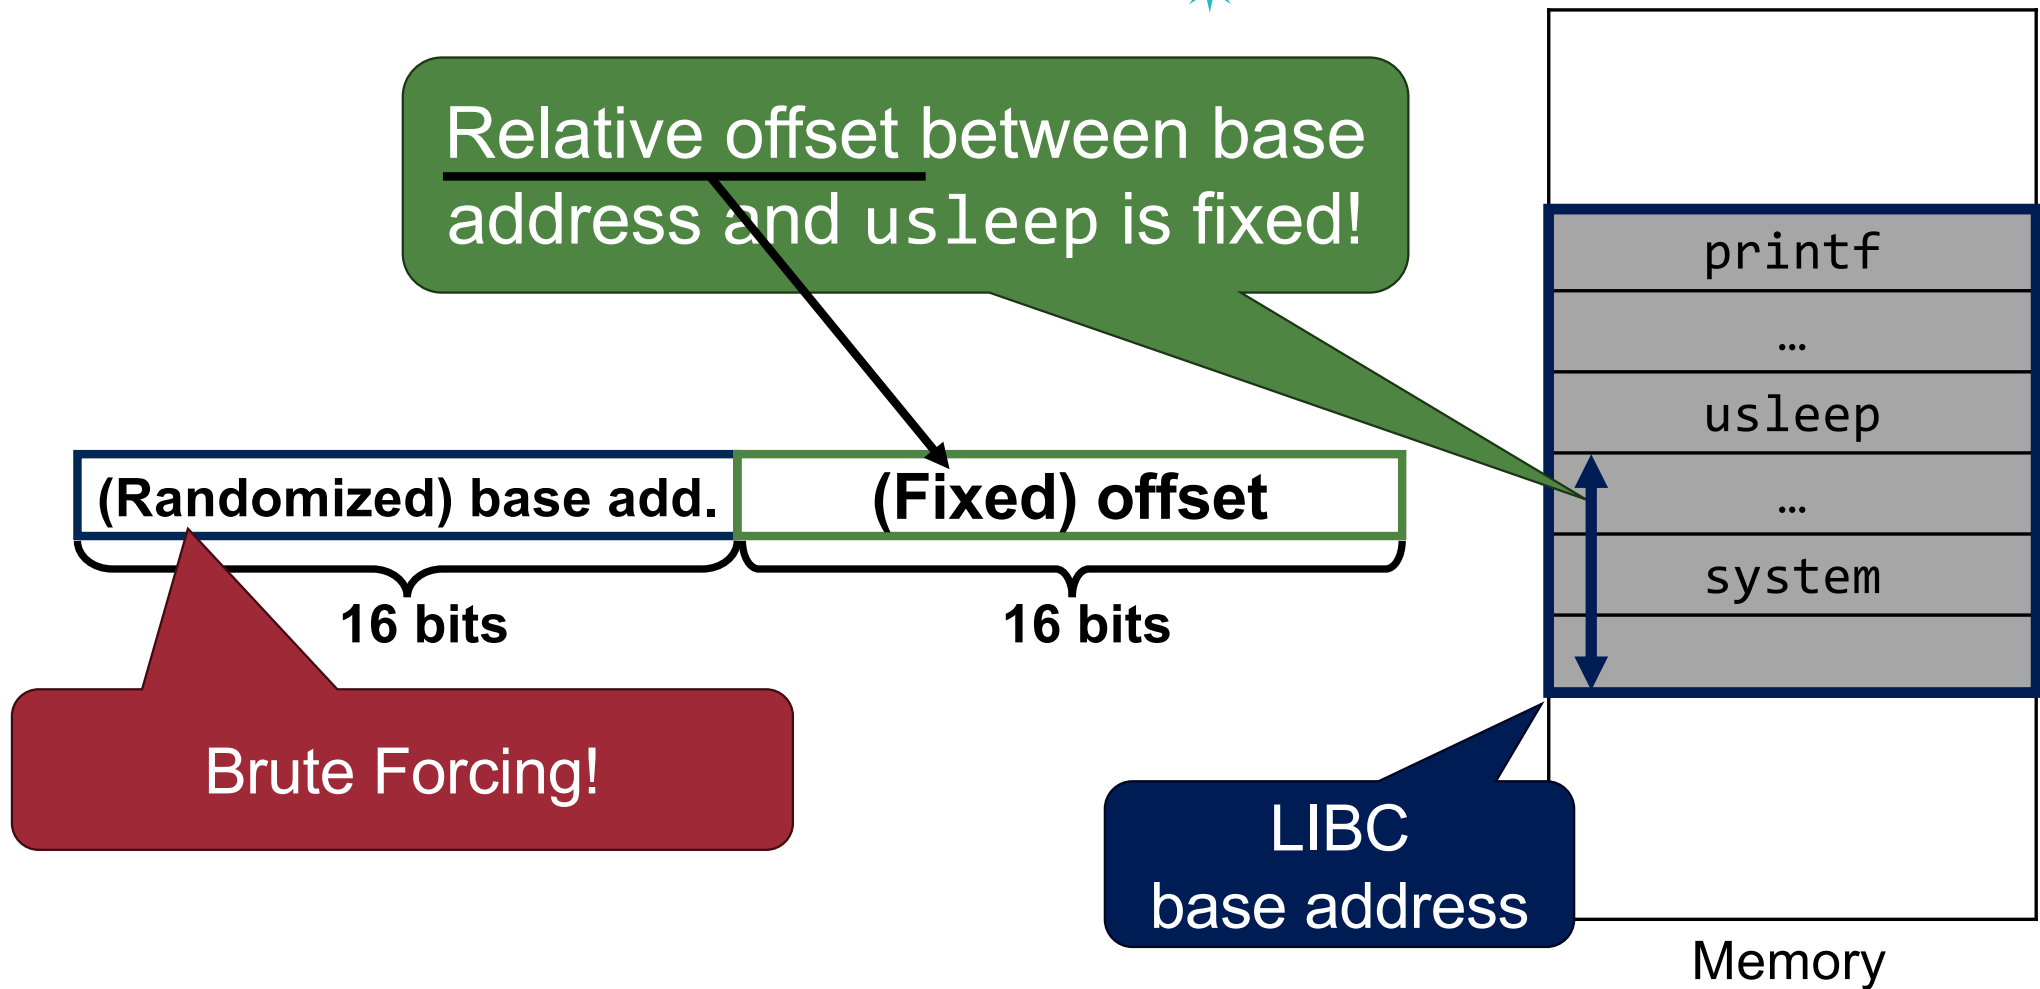 Relative offset between base
address and usleep is fixed!
printf
…
usleep
…
system
(Randomized) base add.
(Fixed) offset
16 bits
16 bits
Brute Forcing!
LIBC
base address
Memory